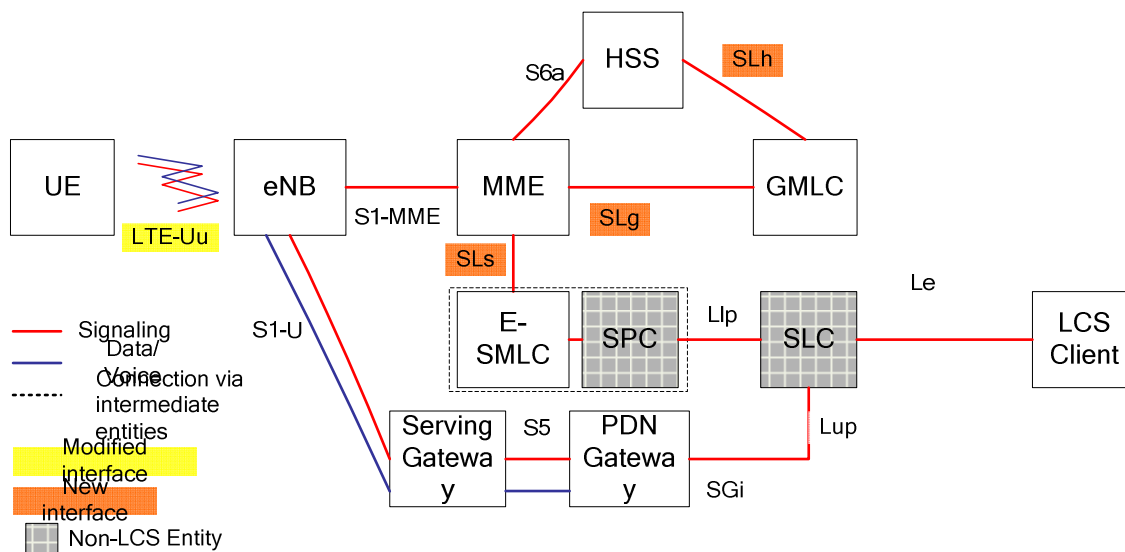 HSS
S6a
SLh
UE
eNB
MME
GMLC
S1-MME
SLg
LTE-Uu
SLs
Le
E-
SMLC
SPC
LIp
SLC
LCS
Client
S1-U
Signaling
Data/
Voice
Connection via
intermediate
entities
Serving
Gatewa
y
S5
PDN
Gatewa
y
Lup
SGi
Modified
interface
New
interface
Non-LCS Entity